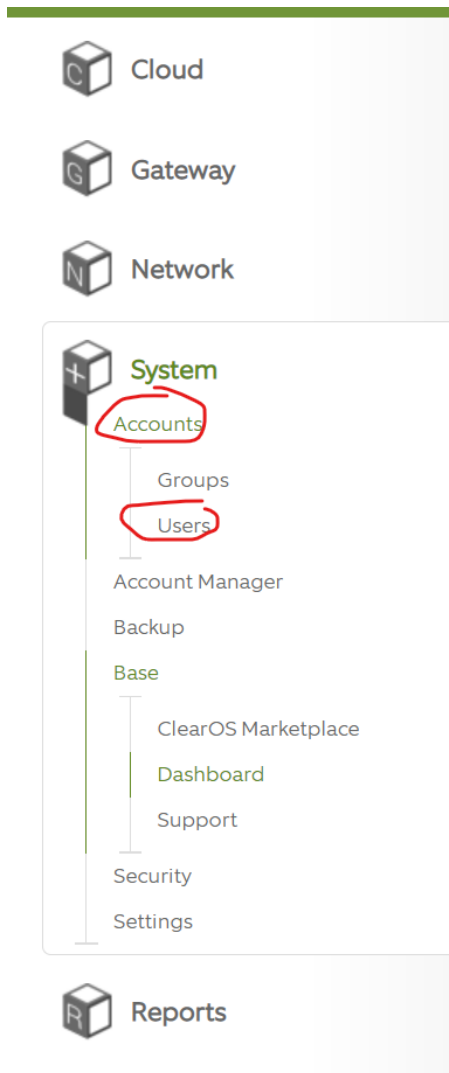 C Cloud
G Gateway
N Network
+ System
Accounts
Groups
Users
Account Manager
Backup
Base
ClearOS Marketplace
Dashboard
Support
Security
Settings
R Reports